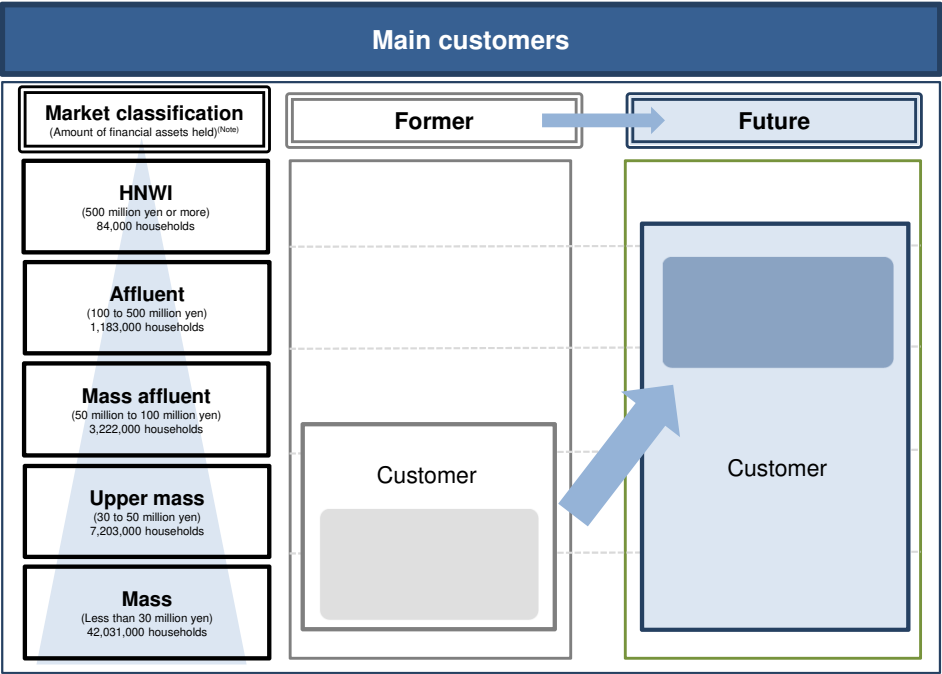 Main customers
Market classification
(Amount of financial assets held)(Note)
Former
Future
HNWI
(500 million yen or more)
84,000 households
Affluent
(100 to 500 million yen)
1,183,000 households
Mass affluent
(50 million to 100 million yen)
3,222,000 households
Upper mass
(30 to 50 million yen)
7,203,000 households
Mass
(Less than 30 million yen)
42,031,000 households
Customer
Customer